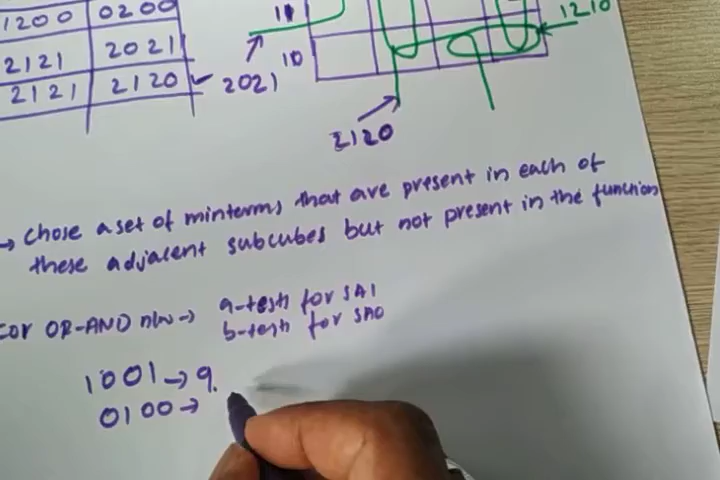 1200 0200
2121 2021
2121 2120
11
10
1210
2021
2120
→ Chose a set of minterms that are present in each of
these adjacent subcubes but not present in the function
For OR-AND n/w → a-tests for SA1
b-tests for SA0
1001 → 9.
0100 →